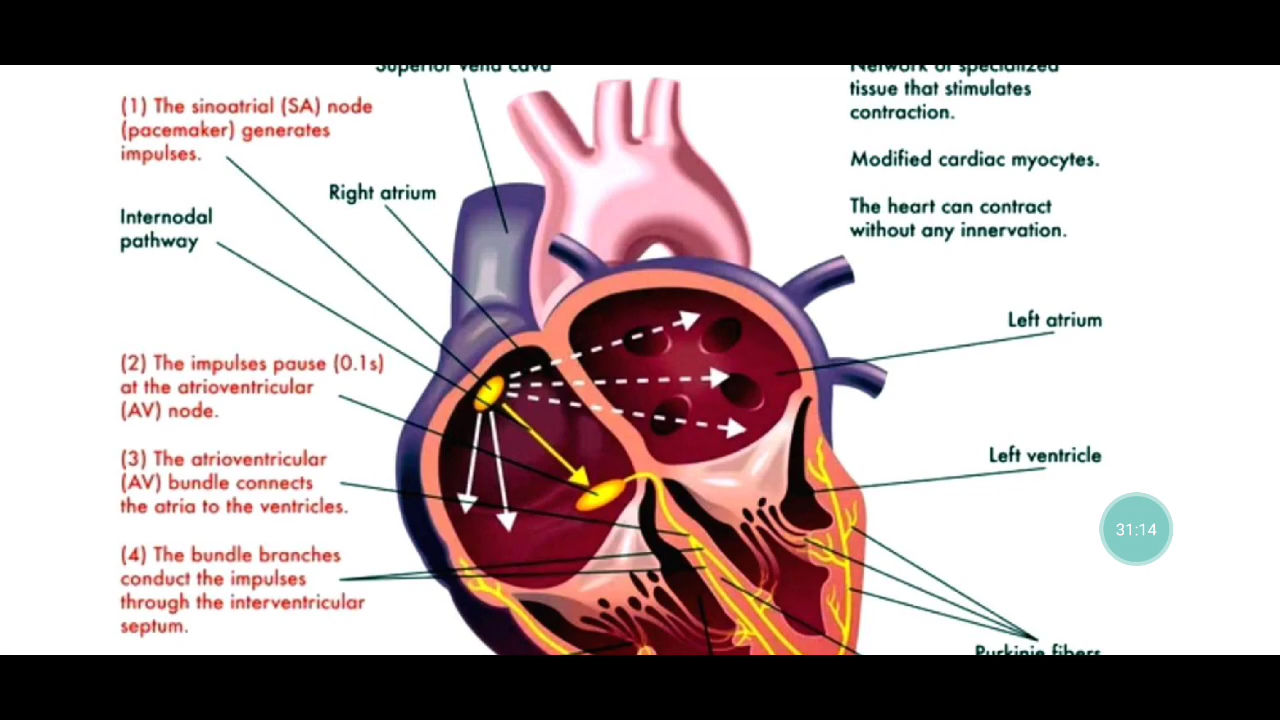 Superior vena cava
(1) The sinoatrial (SA) node
(pacemaker) generates
impulses.
Right atrium
Internodal
pathway
(2) The impulses pause (0.1s)
at the atrioventricular
(AV) node.
(3) The atrioventricular
(AV) bundle connects
the atria to the ventricles.
(4) The bundle branches
conduct the impulses
through the interventricular
septum.
Network of specialized
tissue that stimulates
contraction.
Modified cardiac myocytes.
The heart can contract
without any innervation.
Left atrium
Left ventricle
31:14
Purkinje fibers